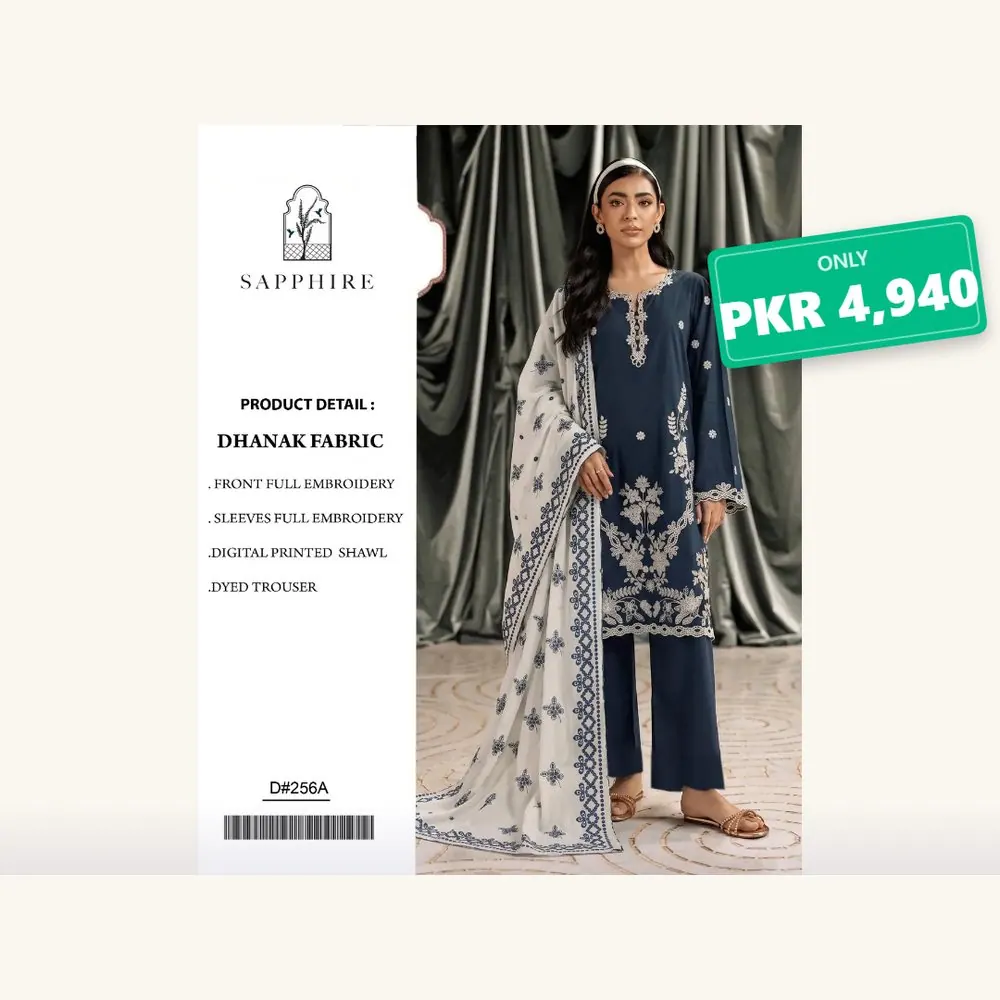 SAPPHIRE
PRODUCT DETAIL :
DHANAK FABRIC
. FRONT FULL EMBROIDERY
. SLEEVES FULL EMBROIDERY
.DIGITAL PRINTED SHAWL
.DYED TROUSER
D#256A
ONLY
PKR 4,940